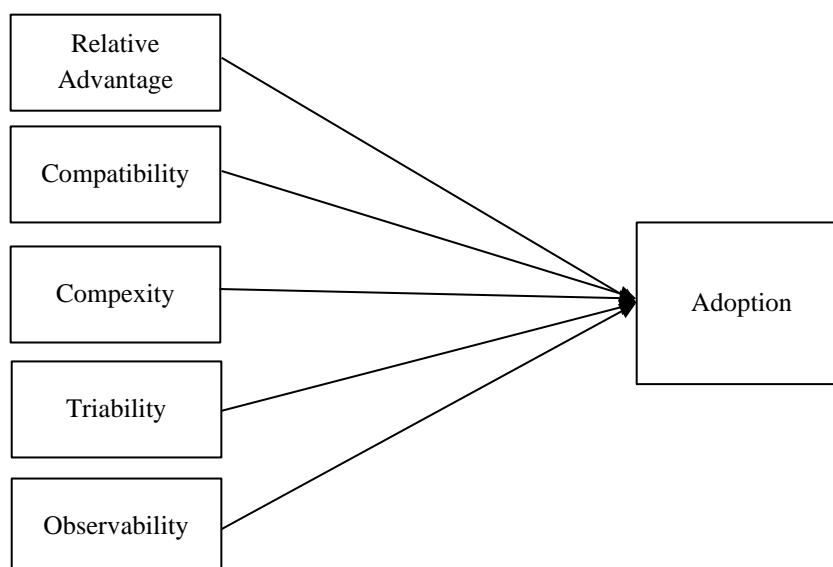 Relative
Advantage
Compatibility
Compexity
Adoption
Triability
Observability